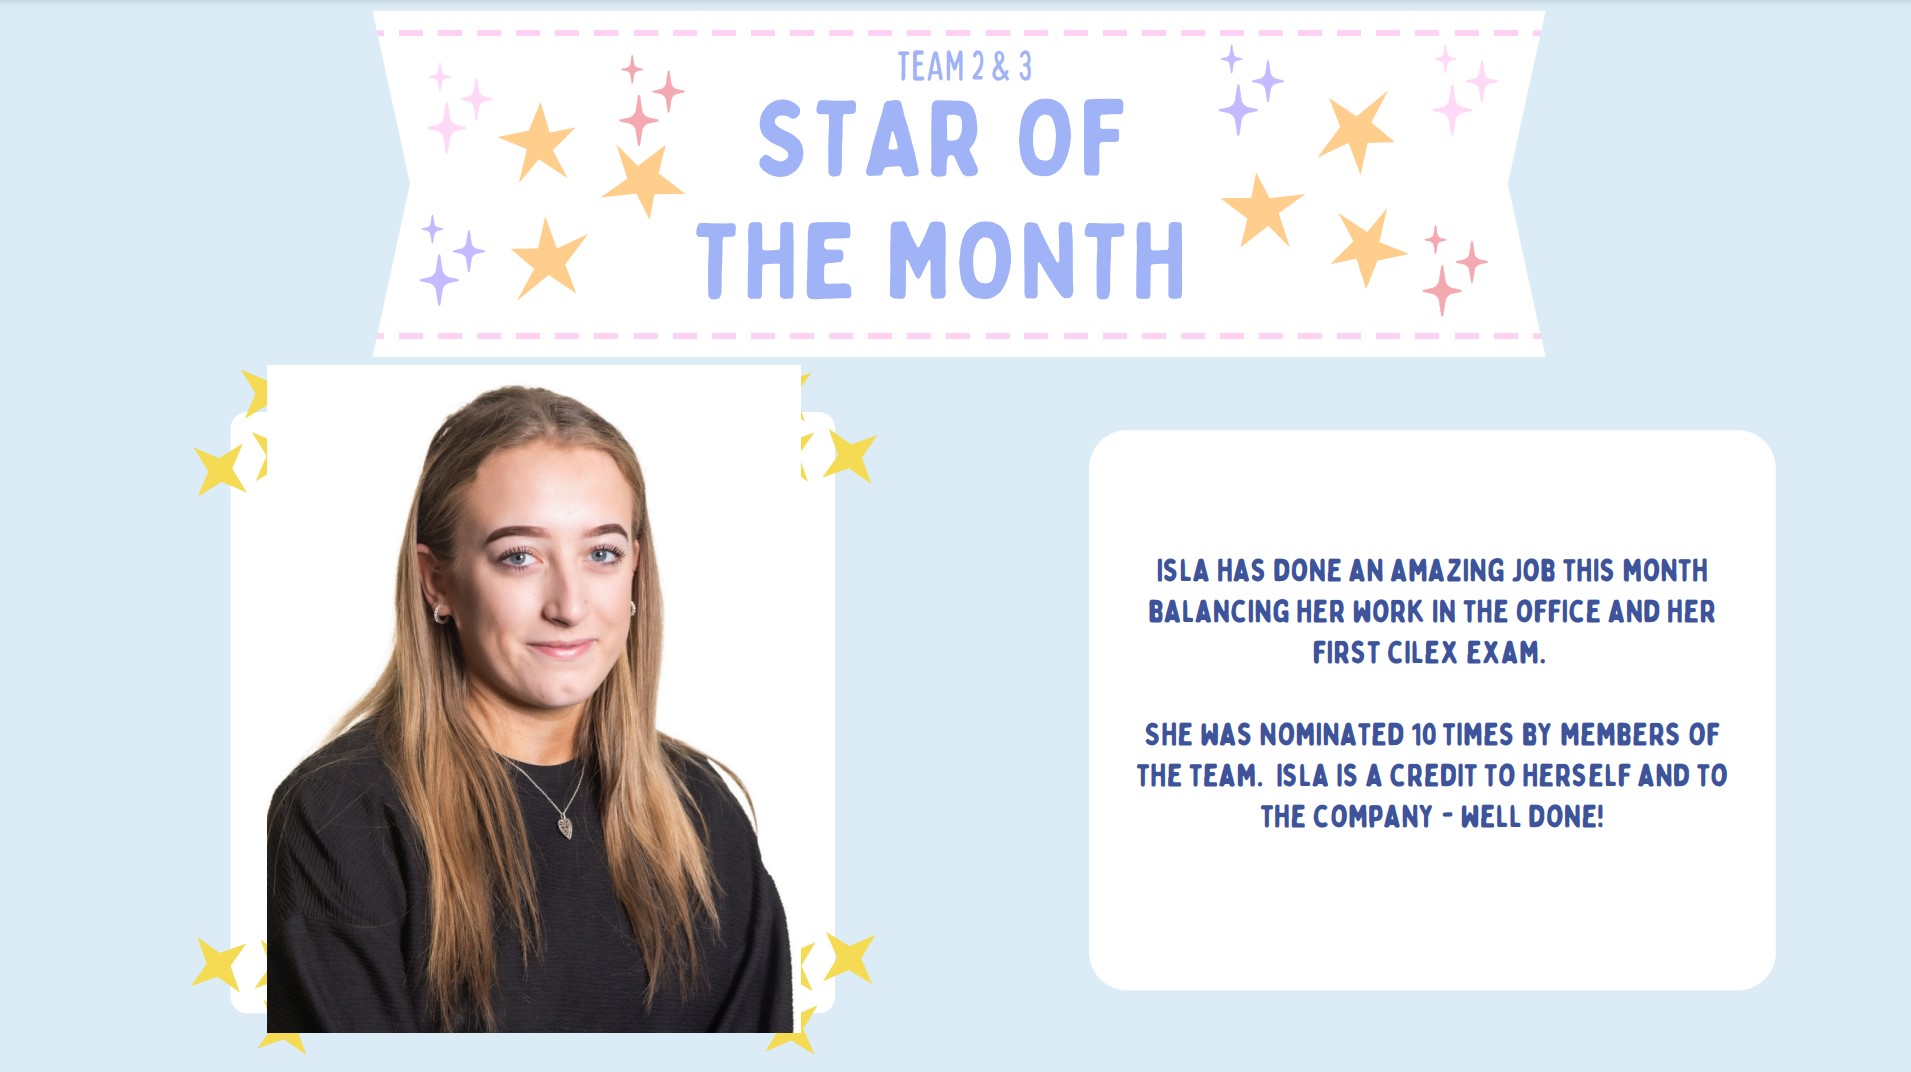 TEAM 2 & 3
STAR OF
THE MONTH
ISLA HAS DONE AN AMAZING JOB THIS MONTH
BALANCING HER WORK IN THE OFFICE AND HER
FIRST CILEX EXAM.
SHE WAS NOMINATED 10 TIMES BY MEMBERS OF
THE TEAM. ISLA IS A CREDIT TO HERSELF AND TO
THE COMPANY - WELL DONE!